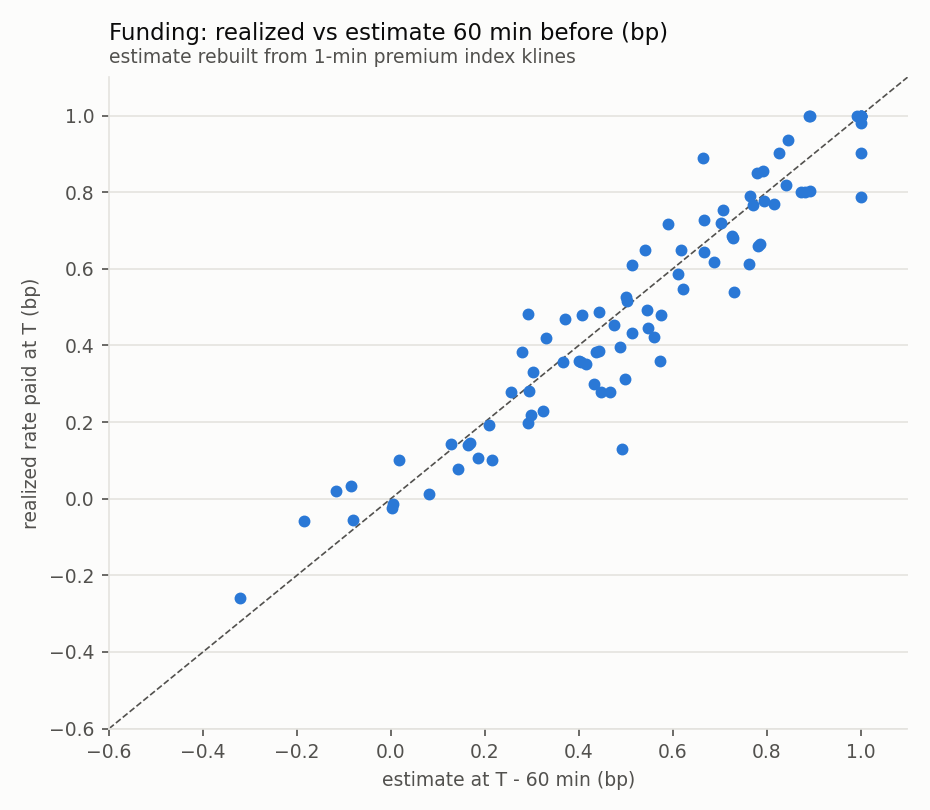 Funding: realized vs estimate 60 min before (bp)
estimate rebuilt from 1-min premium index klines
1.0
0.8
0.6
0.4
0.2
0.0
−0.2
−0.4
−0.6
realized rate paid at T (bp)
−0.6 −0.4 −0.2 0.0 0.2 0.4 0.6 0.8 1.0
estimate at T - 60 min (bp)